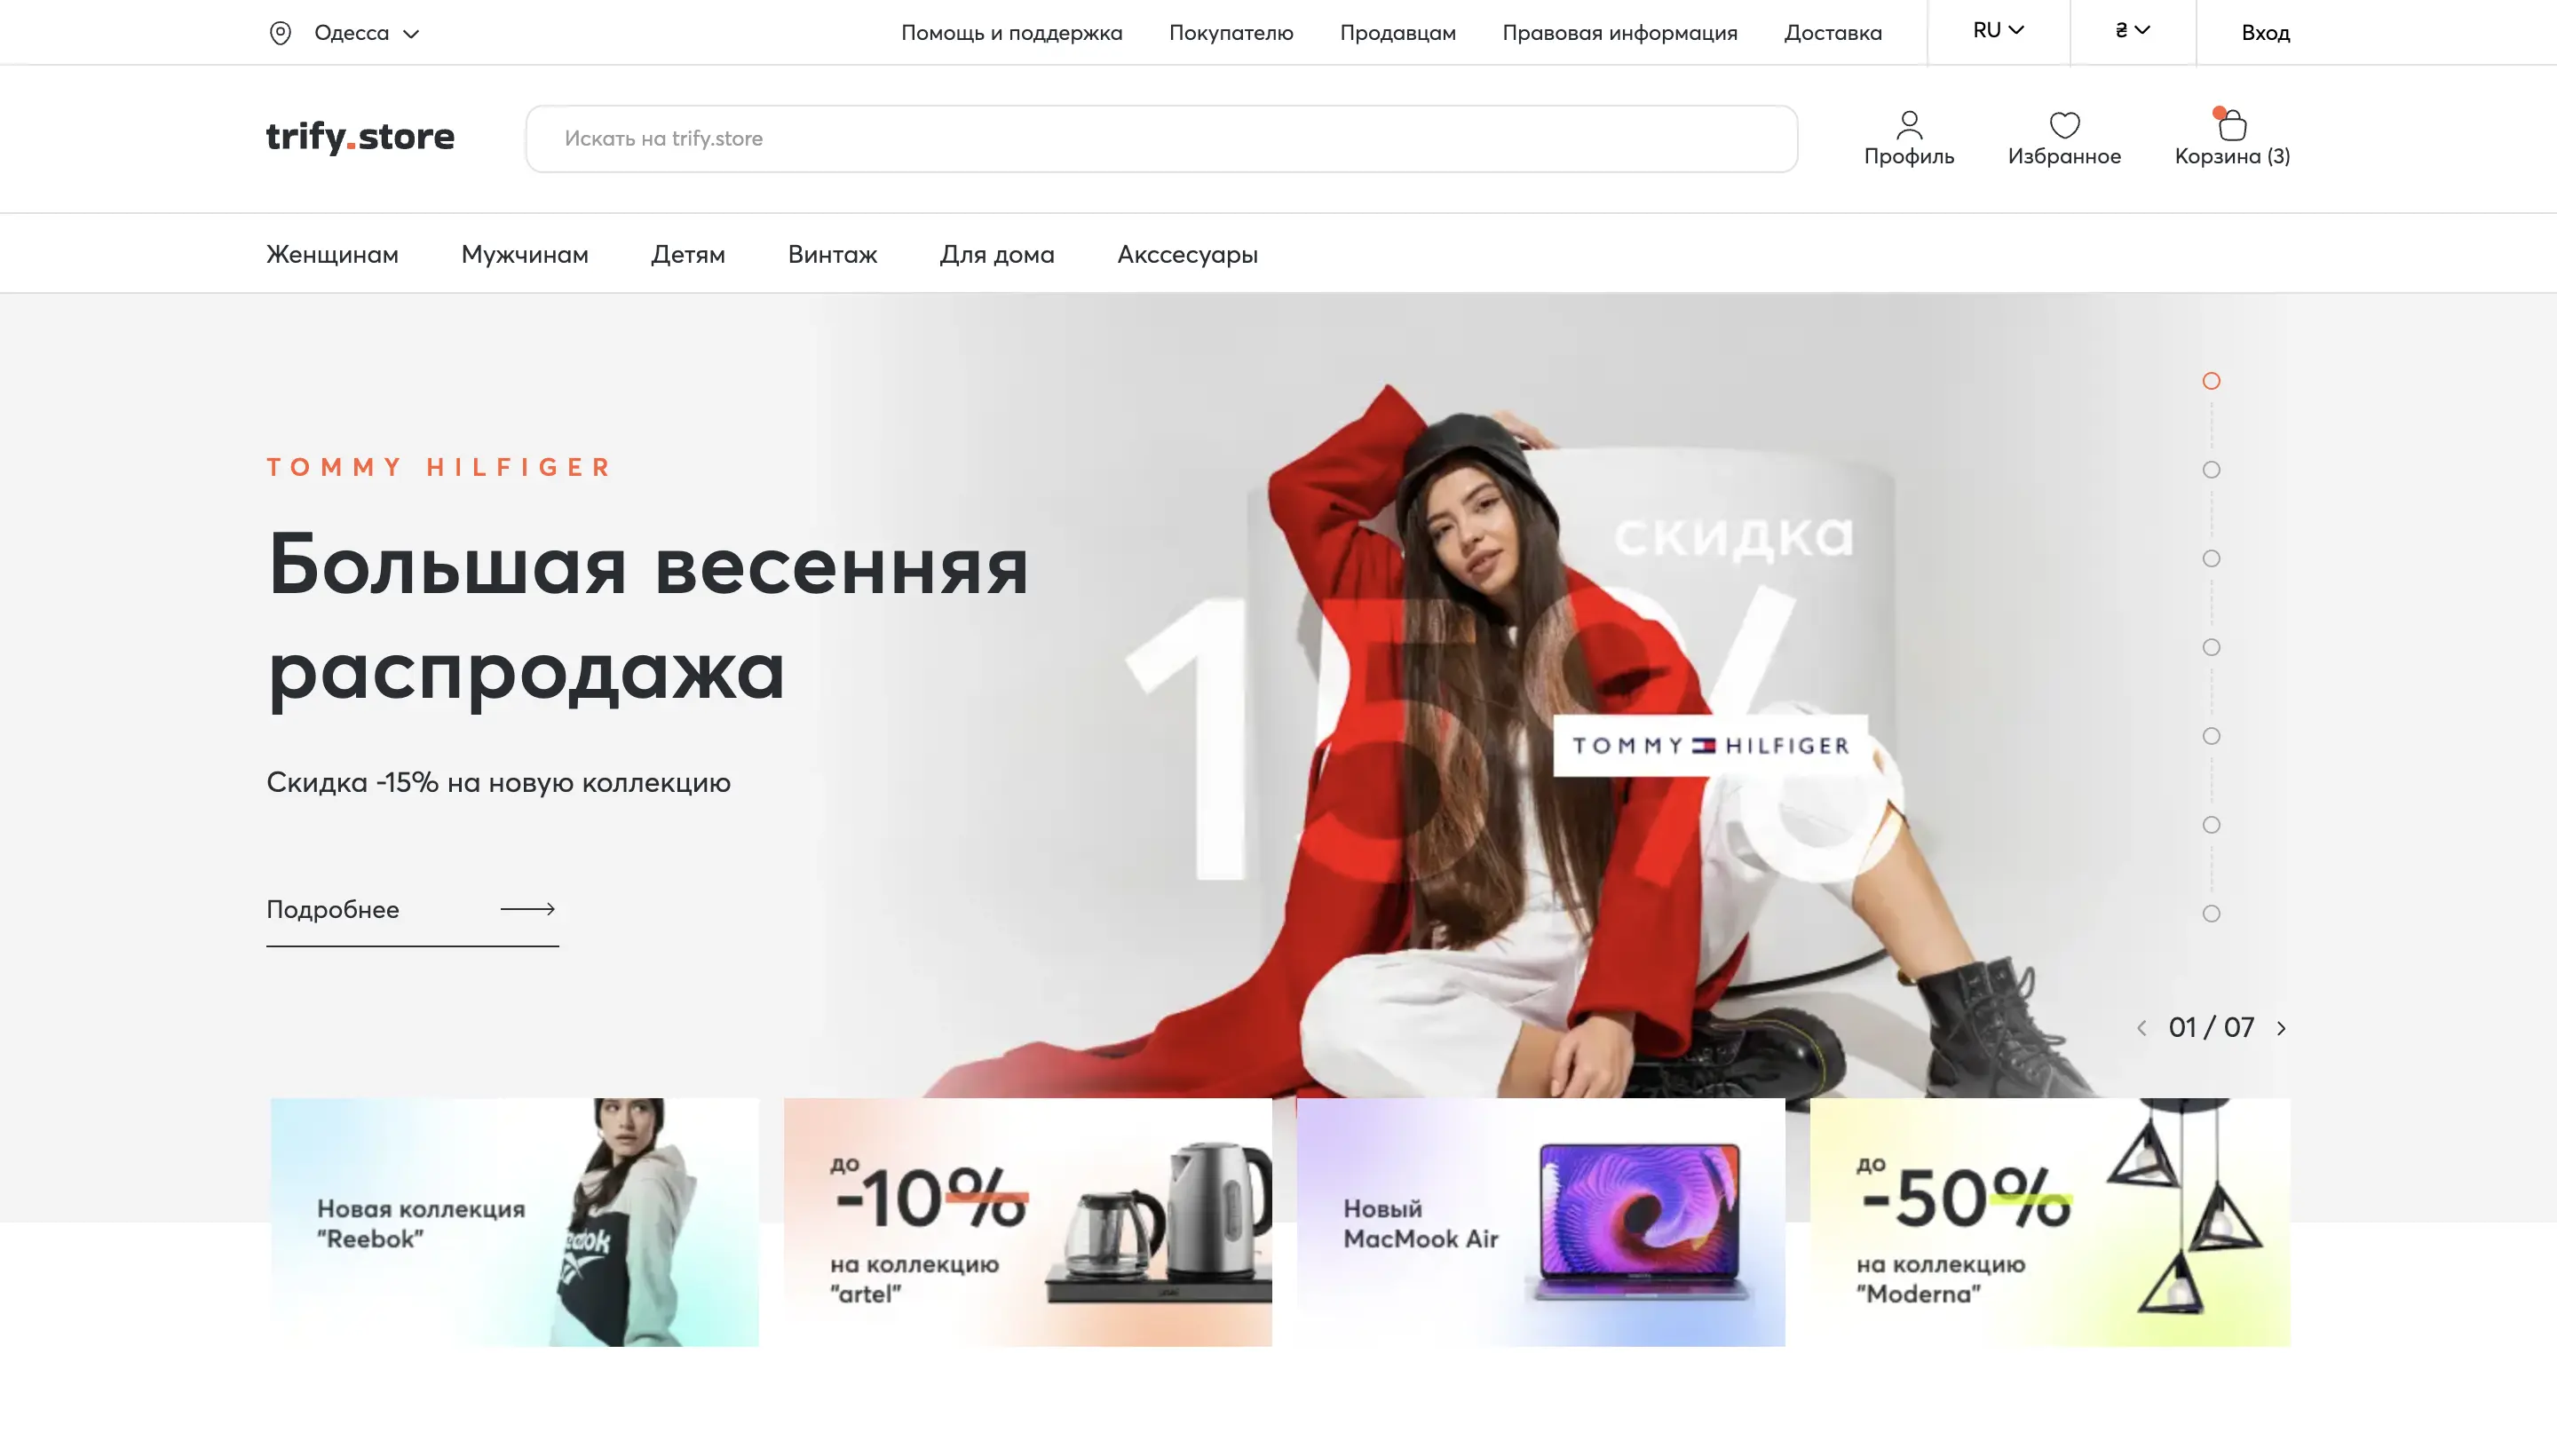 Одесса
Помощь и поддержка
Покупателю
Продавцам
Правовая информация
Доставка
RU
₴
Вход
trify.store
Искать на trify.store
Профиль
Избранное
Корзина (3)
Женщинам
Мужчинам
Детям
Винтаж
Для дома
Акссесуары
TOMMY HILFIGER
Большая весенняя
распродажа
Скидка -15% на новую коллекцию
Подробнее
скидка
15%
TOMMY HILFIGER
01 / 07
Новая коллекция
"Reebok"
до
-10%
на коллекцию
"artel"
Новый
MacMook Air
до
-50%
на коллекцию
"Moderna"